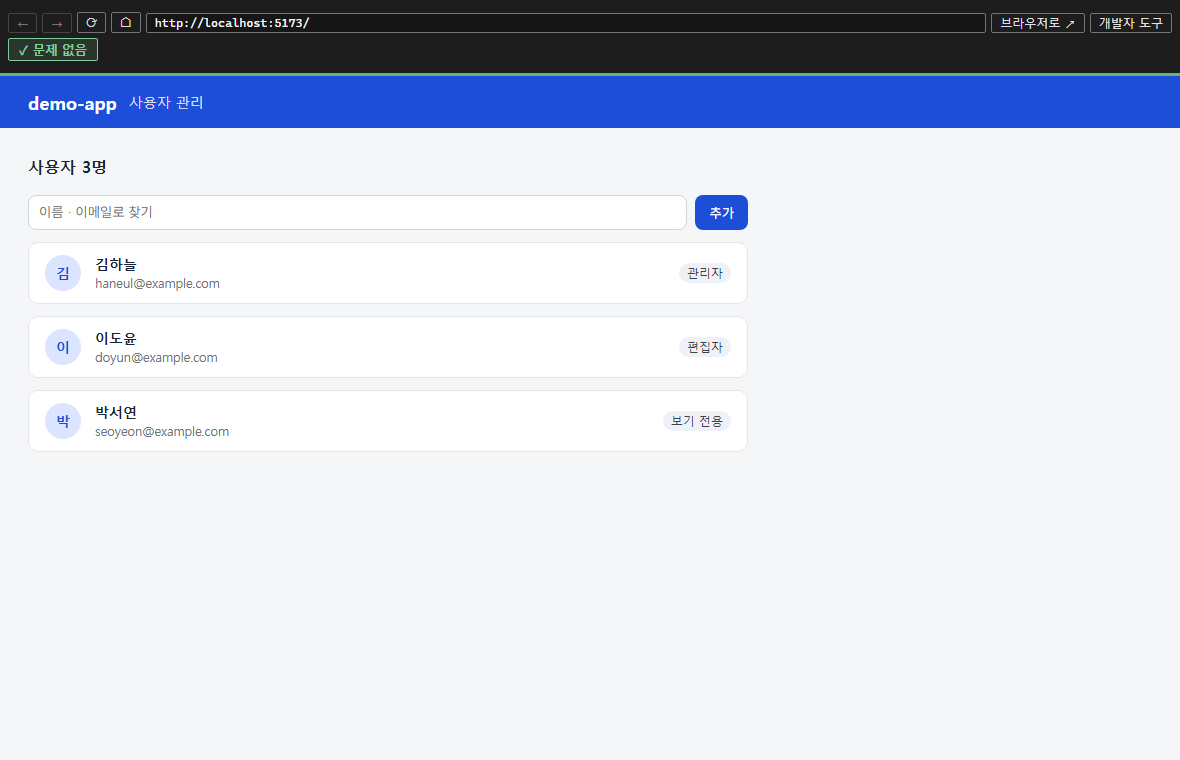 ← → ⟳ ⌂ http://localhost:5173/ 브라우저로 ↗ 개발자 도구
✓ 문제 없음
demo-app 사용자 관리
사용자 3명
이름 · 이메일로 찾기 추가
김 김하늘 관리자
haneul@example.com
이 이도윤 편집자
doyun@example.com
박 박서연 보기 전용
seoyeon@example.com